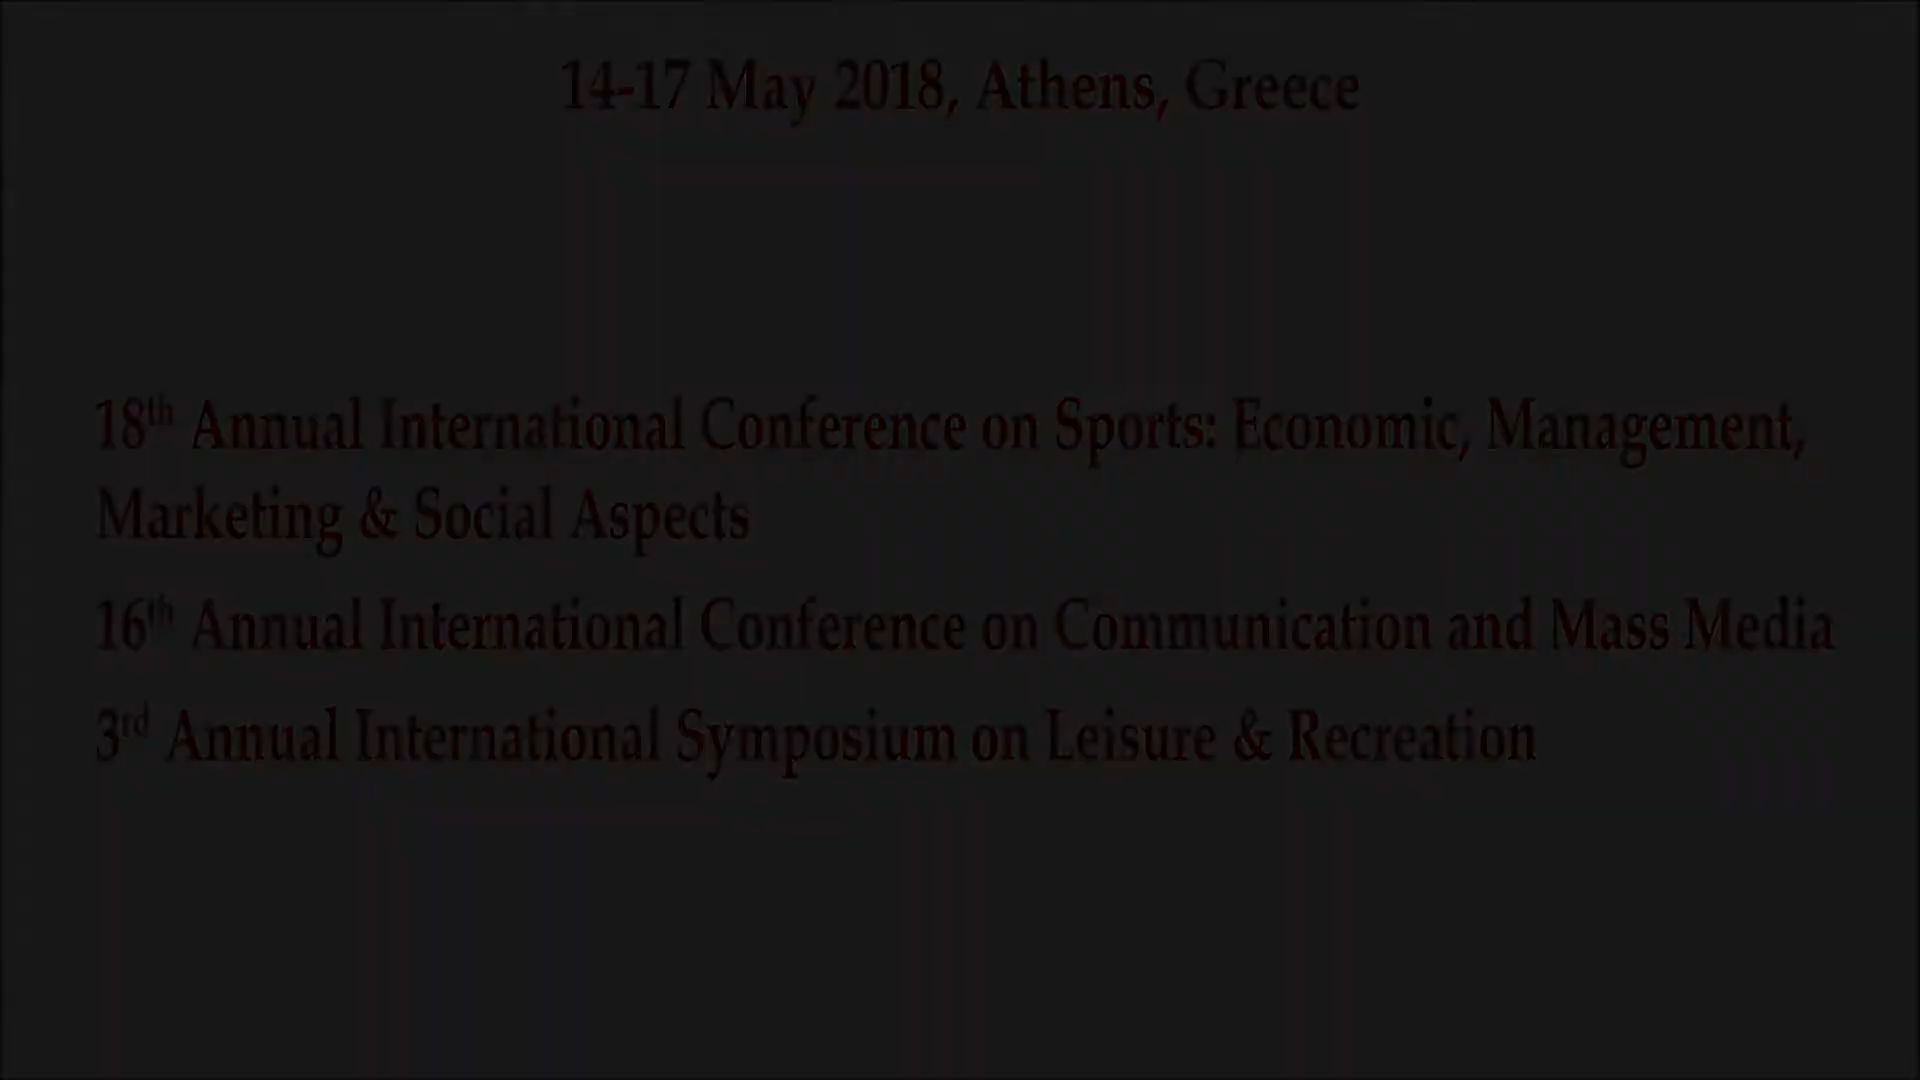 14-17 May 2018, Athens, Greece
18th Annual International Conference on Sports: Economic, Management,
Marketing & Social Aspects
16th Annual International Conference on Communication and Mass Media
3rd Annual International Symposium on Leisure & Recreation